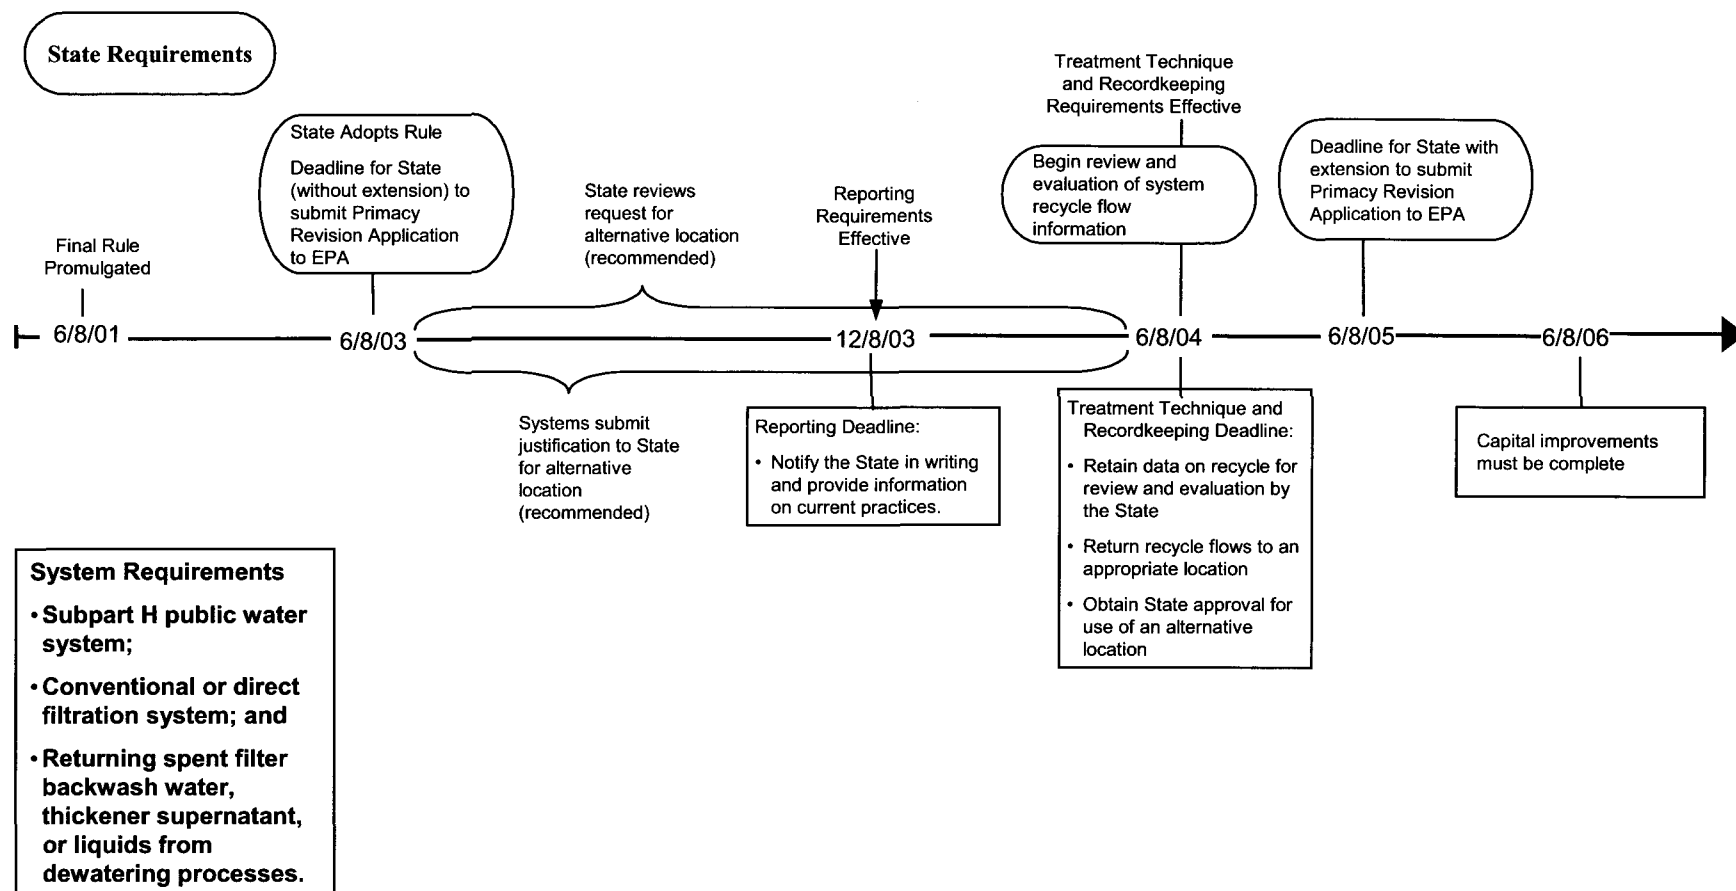 State Requirements
Treatment Technique
and Recordkeeping
Requirements Effective
State Adopts Rule
Deadline for State
(without extension) to
submit Primacy
Revision Application
to EPA
State reviews
request for
alternative location
(recommended)
Reporting
Requirements
Effective
Begin review and
evaluation of system
recycle flow
information
Deadline for State with
extension to submit
Primacy Revision
Application to EPA
Final Rule
Promulgated
6/8/01
6/8/03
12/8/03
6/8/04
6/8/05
6/8/06
Systems submit
justification to State
for alternative
location
(recommended)
Reporting Deadline:
• Notify the State in writing
and provide information
on current practices.
Treatment Technique and
Recordkeeping Deadline:
• Retain data on recycle for
review and evaluation by
the State
• Return recycle flows to an
appropriate location
• Obtain State approval for
use of an alternative
location
Capital improvements
must be complete
System Requirements
• Subpart H public water
system;
• Conventional or direct
filtration system; and
• Returning spent filter
backwash water,
thickener supernatant,
or liquids from
dewatering processes.